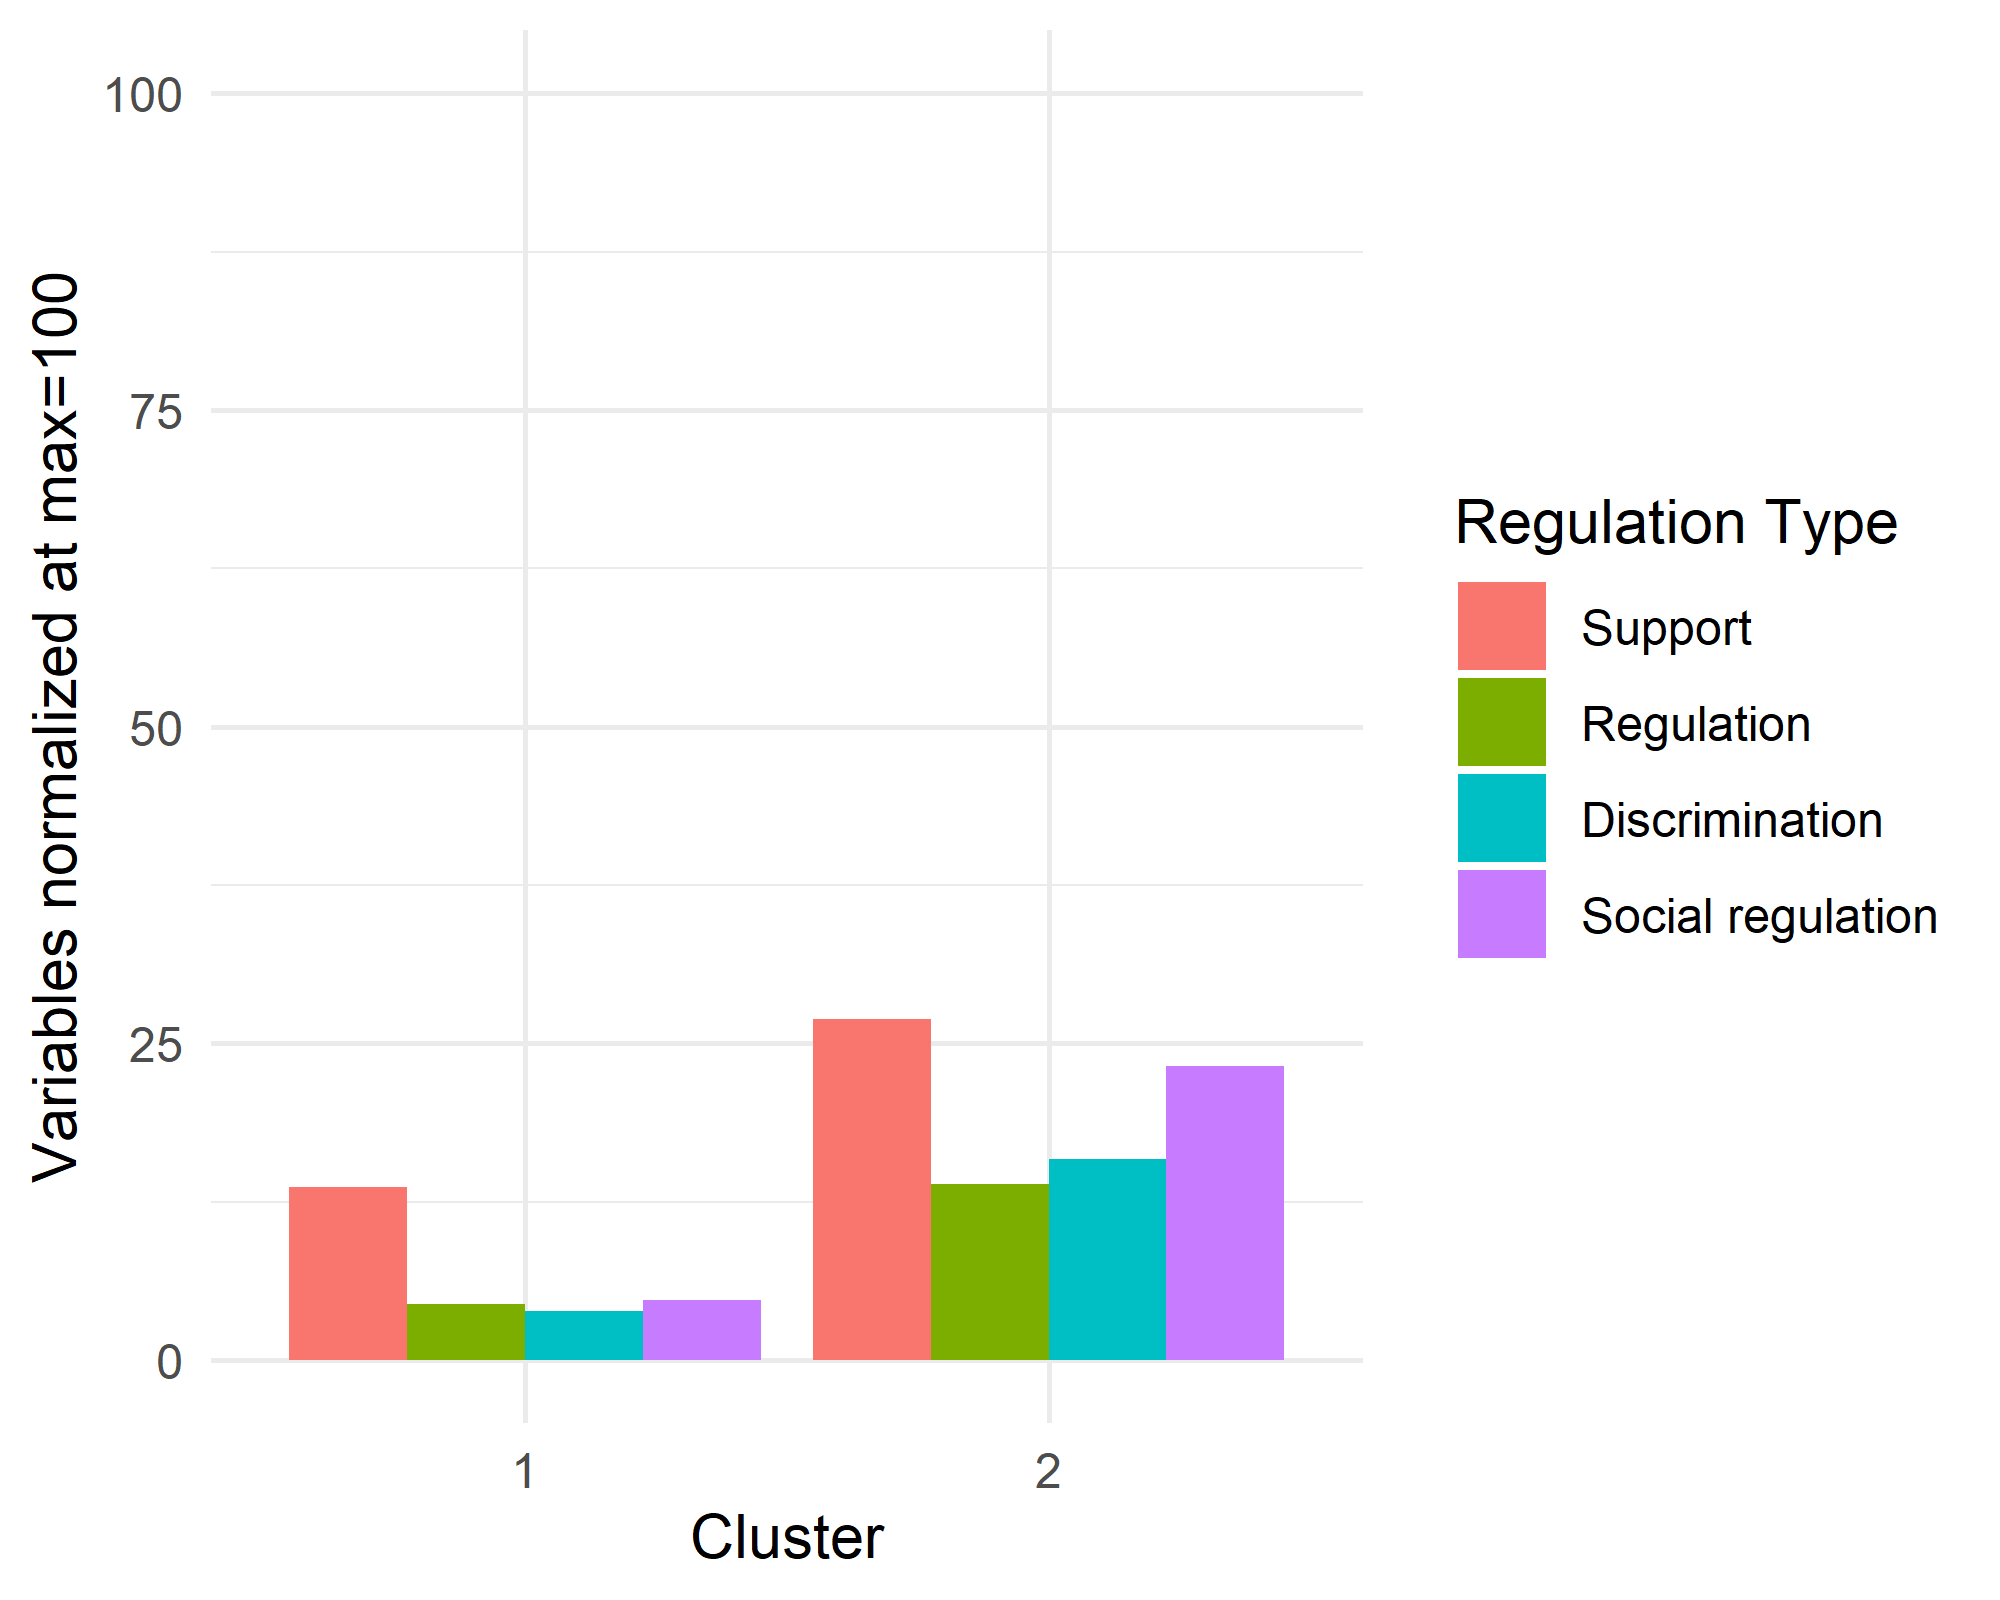 Variables normalized at max=100
100
75
50
25
0
1
2
Cluster
Regulation Type
Support
Regulation
Discrimination
Social regulation